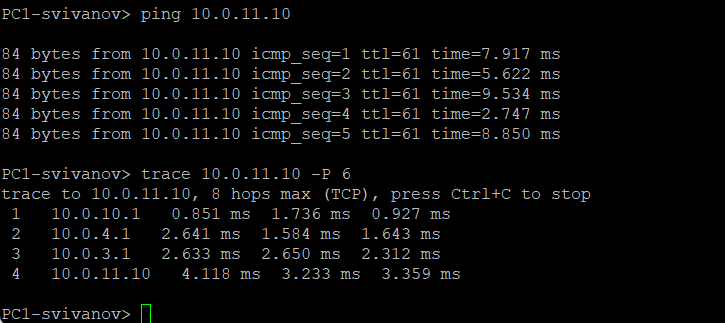 PC1-svivanov> ping 10.0.11.10
84 bytes from 10.0.11.10 icmp_seq=1 ttl=61 time=7.917 ms
84 bytes from 10.0.11.10 icmp_seq=2 ttl=61 time=5.622 ms
84 bytes from 10.0.11.10 icmp_seq=3 ttl=61 time=9.534 ms
84 bytes from 10.0.11.10 icmp_seq=4 ttl=61 time=2.747 ms
84 bytes from 10.0.11.10 icmp_seq=5 ttl=61 time=8.850 ms
PC1-svivanov> trace 10.0.11.10 -P 6
trace to 10.0.11.10, 8 hops max (TCP), press Ctrl+C to stop
1 10.0.10.1 0.851 ms 1.736 ms 0.927 ms
2 10.0.4.1 2.641 ms 1.584 ms 1.643 ms
3 10.0.3.1 2.633 ms 2.650 ms 2.312 ms
4 10.0.11.10 4.118 ms 3.233 ms 3.359 ms
PC1-svivanov>